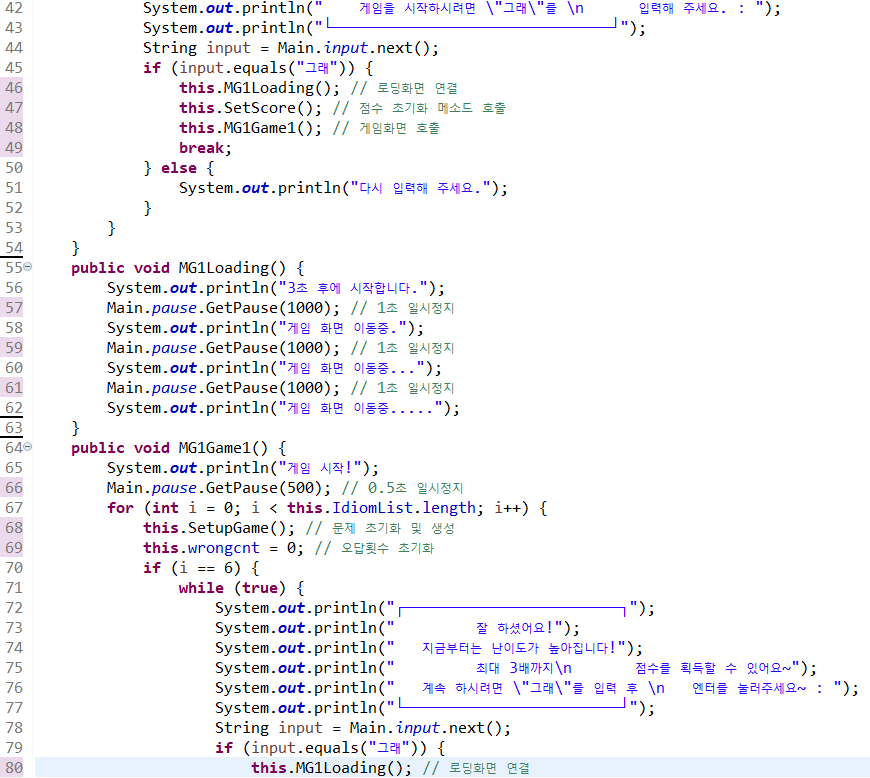 42 System.out.println("    게임을 시작하시려면 \"그래\"를 \n      입력해 주세요. : ");
43 System.out.println("└──────────────────────────────┘");
44 String input = Main.input.next();
45 if (input.equals("그래")) {
46 this.MG1Loading(); // 로딩화면 연결
47 this.SetScore(); // 점수 초기화 메소드 호출
48 this.MG1Game1(); // 게임화면 호출
49 break;
50 } else {
51 System.out.println("다시 입력해 주세요.");
52 }
53 }
54 }
55 public void MG1Loading() {
56 System.out.println("3초 후에 시작합니다.");
57 Main.pause.GetPause(1000); // 1초 일시정지
58 System.out.println("게임 화면 이동중.");
59 Main.pause.GetPause(1000); // 1초 일시정지
60 System.out.println("게임 화면 이동중...");
61 Main.pause.GetPause(1000); // 1초 일시정지
62 System.out.println("게임 화면 이동중.....");
63 }
64 public void MG1Game1() {
65 System.out.println("게임 시작!");
66 Main.pause.GetPause(500); // 0.5초 일시정지
67 for (int i = 0; i < this.IdiomList.length; i++) {
68 this.SetupGame(); // 문제 초기화 및 생성
69 this.wrongcnt = 0; // 오답횟수 초기화
70 if (i == 6) {
71 while (true) {
72 System.out.println("┌────────────────────────┐");
73 System.out.println("         잘 하셨어요!");
74 System.out.println("   지금부터는 난이도가 높아집니다!");
75 System.out.println("         최대 3배까지\n       점수를 획득할 수 있어요~");
76 System.out.println("   계속 하시려면 \"그래\"를 입력 후 \n   엔터를 눌러주세요~ : ");
77 System.out.println("└────────────────────────┘");
78 String input = Main.input.next();
79 if (input.equals("그래")) {
80 this.MG1Loading(); // 로딩화면 연결